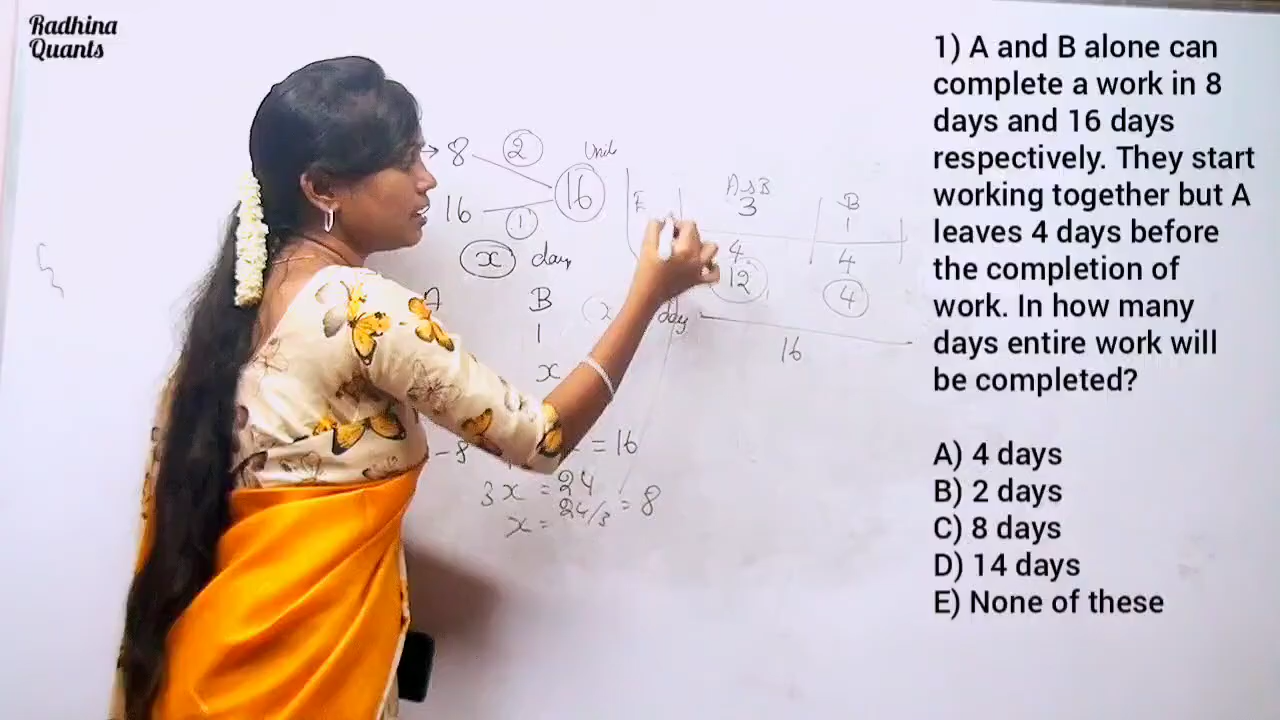 Radhina
Quants
1) A and B alone can
complete a work in 8
days and 16 days
respectively. They start
working together but A
leaves 4 days before
the completion of
work. In how many
days entire work will
be completed?
A) 4 days
B) 2 days
C) 8 days
D) 14 days
E) None of these
→ 8 2 Unit
16
16 1
x day
A B
1
x
-8 = 16
3x = 24
x = 24/3 = 8
E A&B B
3 1
4 4
12 4
day
16